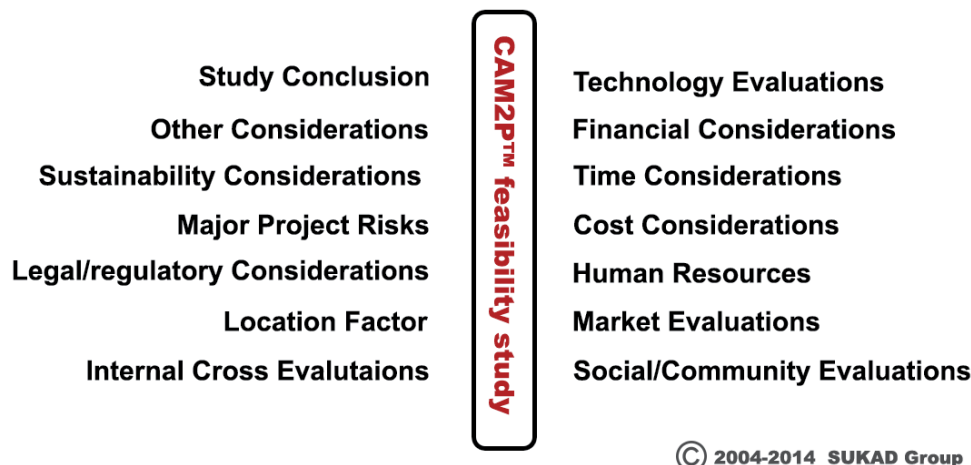 CAM2P™ feasibility study
Study Conclusion
Other Considerations
Sustainability Considerations
Major Project Risks
Legal/regulatory Considerations
Location Factor
Internal Cross Evalutaions
Technology Evaluations
Financial Considerations
Time Considerations
Cost Considerations
Human Resources
Market Evaluations
Social/Community Evaluations
© 2004-2014 SUKAD Group